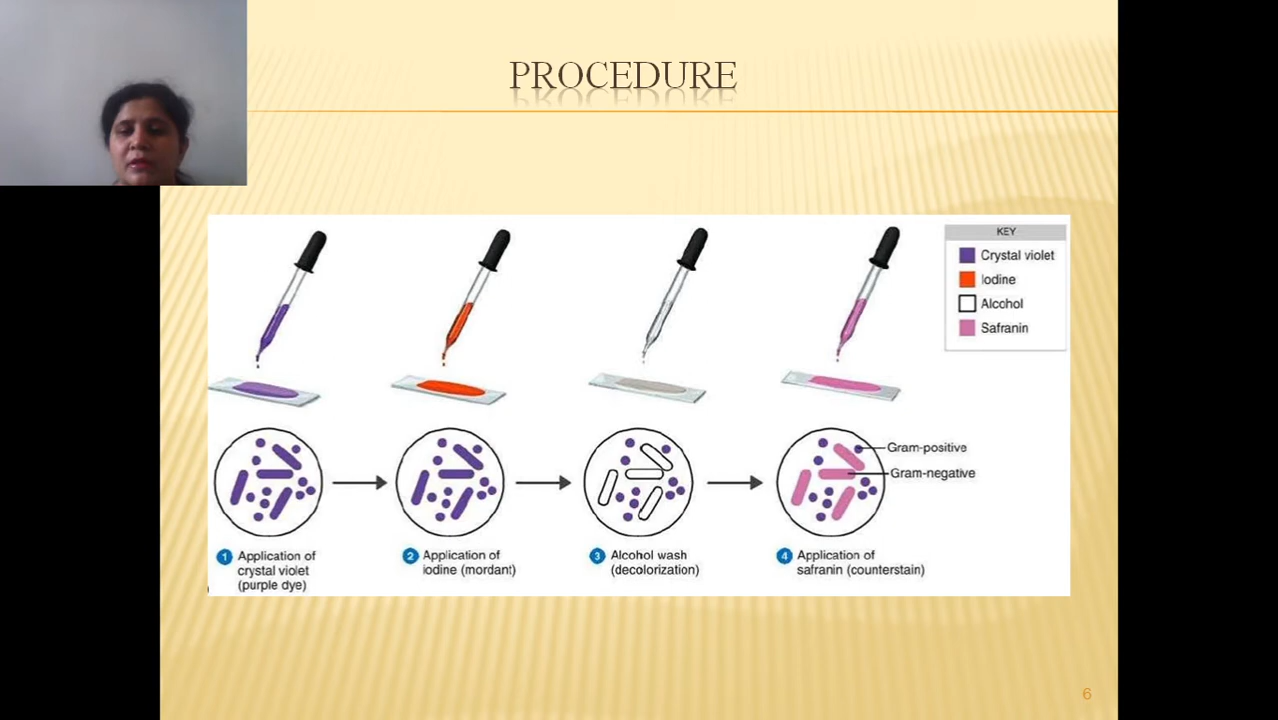 PROCEDURE
KEY
Crystal violet
Iodine
Alcohol
Safranin
Gram-positive
Gram-negative
1 Application of
crystal violet
(purple dye)
2 Application of
iodine (mordant)
3 Alcohol wash
(decolorization)
4 Application of
safranin (counterstain)
6